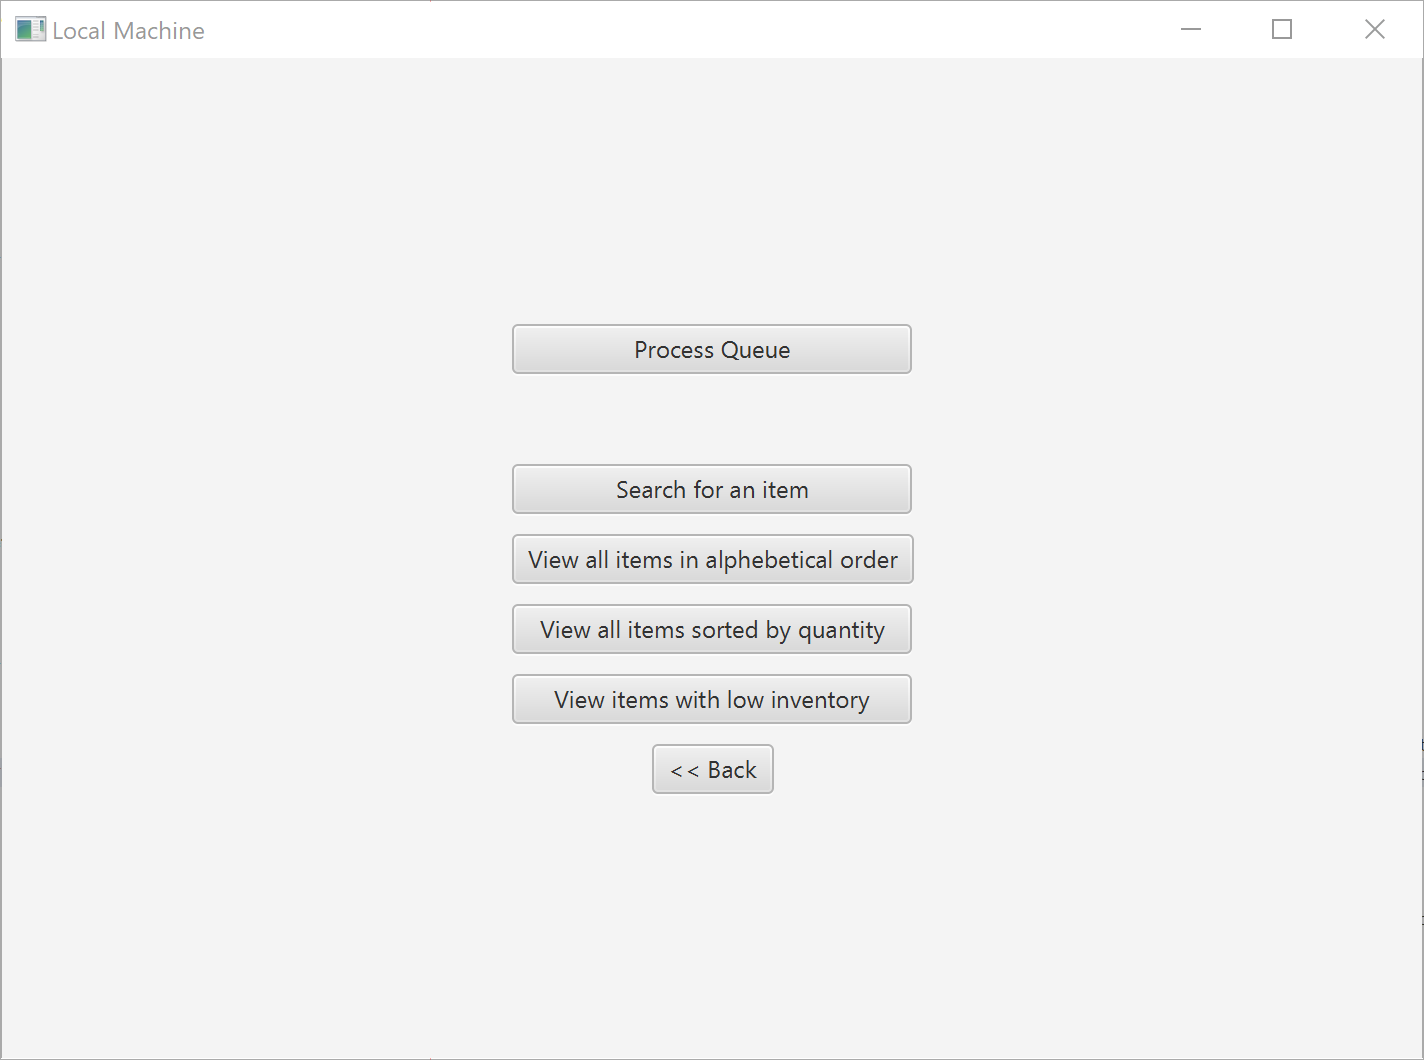 Local Machine
Process Queue
Search for an item
View all items in alphebetical order
View all items sorted by quantity
View items with low inventory
<< Back